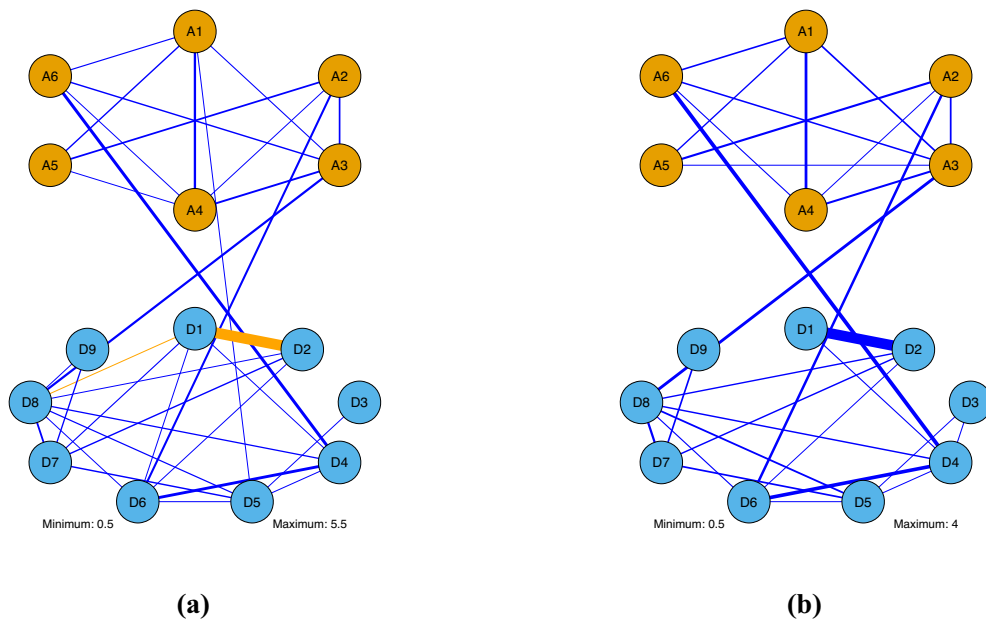 A1
A6
A2
A5
A3
A4
D1
D9
D2
D8
D3
D7
D4
D6
D5
Minimum: 0.5
Maximum: 5.5
(a)
A1
A6
A2
A5
A3
A4
D1
D9
D2
D8
D3
D7
D4
D6
D5
Minimum: 0.5
Maximum: 4
(b)